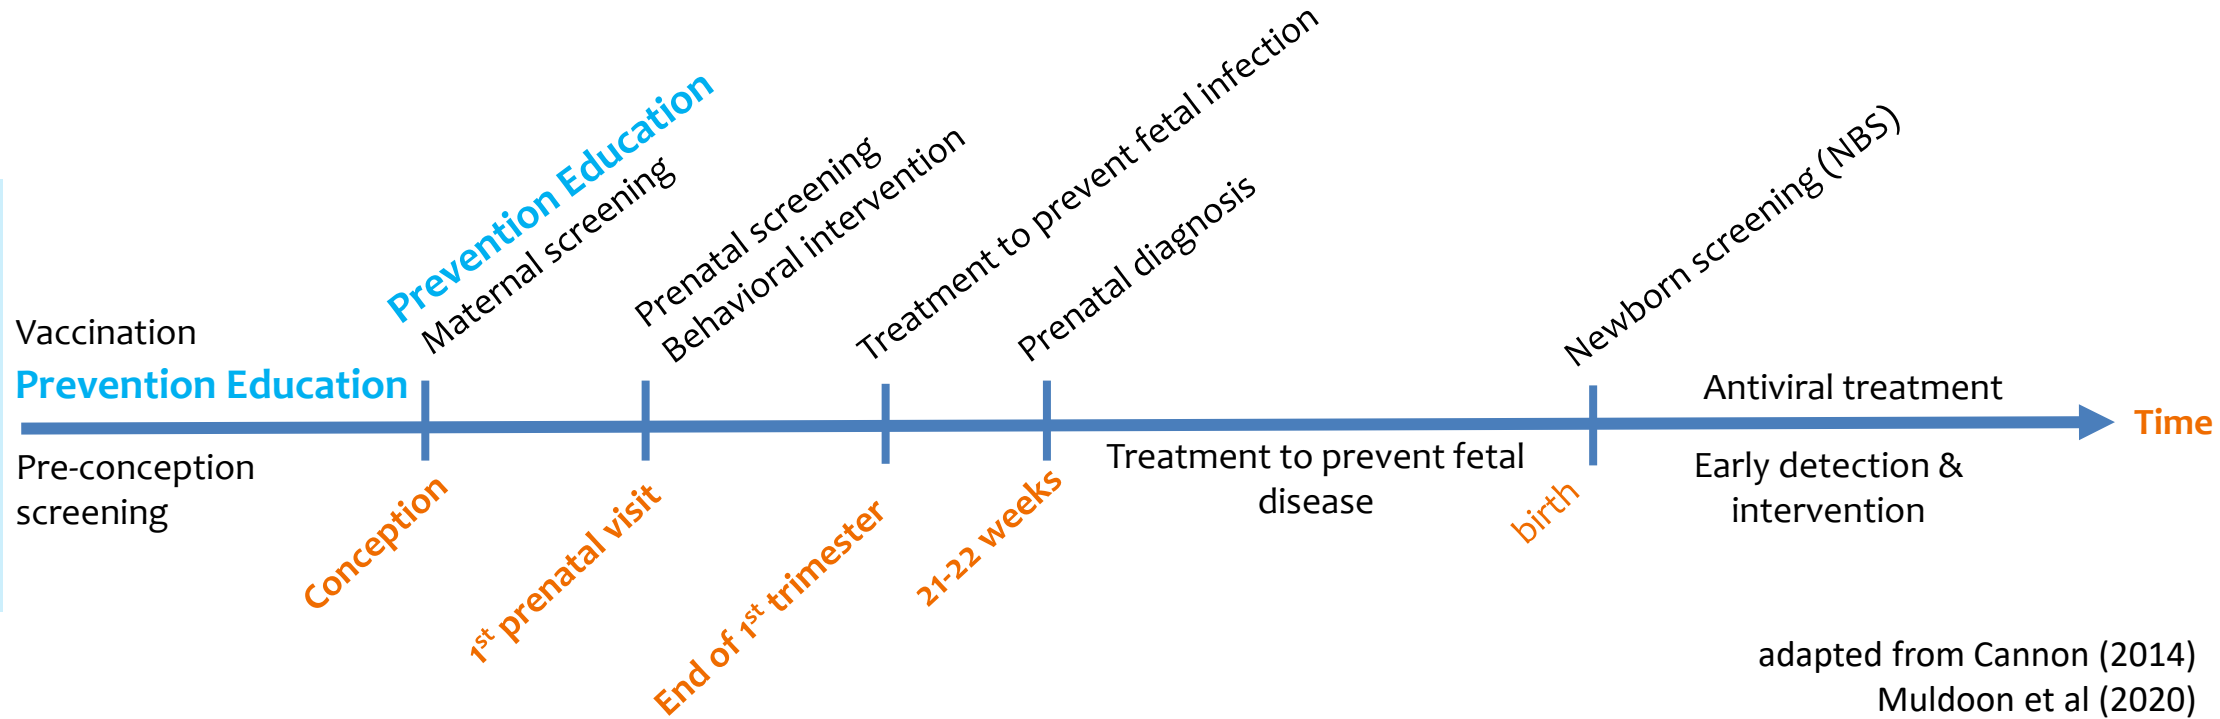 Vaccination
Prevention Education
Pre-conception
screening
Prevention Education
Maternal screening
Conception
Prenatal screening
Behavioral intervention
1st prenatal visit
Treatment to prevent fetal infection
End of 1st trimester
Prenatal diagnosis
21-22 weeks
Treatment to prevent fetal
disease
Newborn screening (NBS)
birth
Antiviral treatment
Early detection &
intervention
Time
adapted from Cannon (2014)
Muldoon et al (2020)